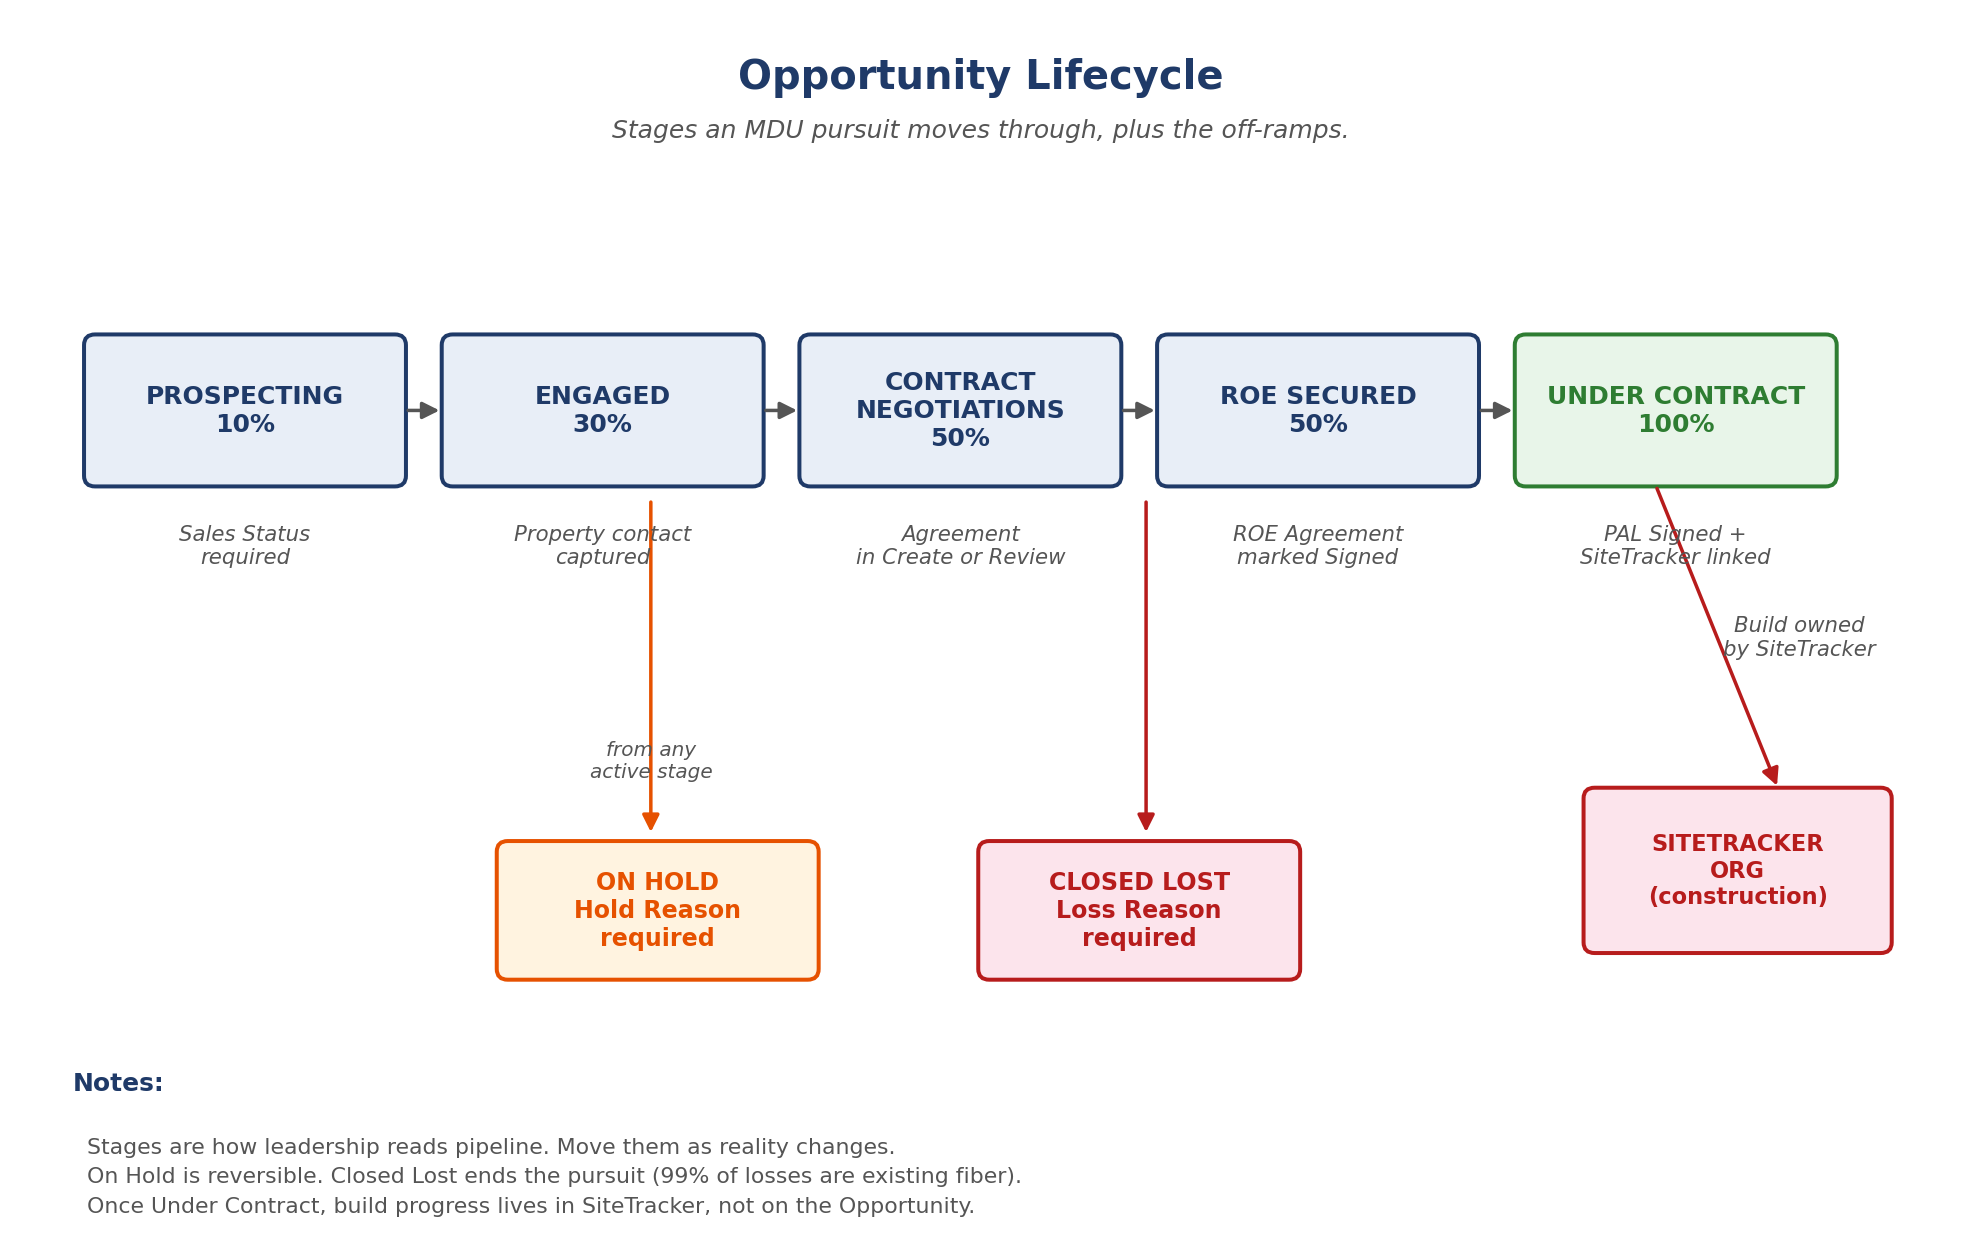 Opportunity Lifecycle
Stages an MDU pursuit moves through, plus the off-ramps.
PROSPECTING
10%
ENGAGED
30%
CONTRACT
NEGOTIATIONS
50%
ROE SECURED
50%
UNDER CONTRACT
100%
Sales Status
required
Property contact
captured
Agreement
in Create or Review
ROE Agreement
marked Signed
PAL Signed +
SiteTracker linked
Build owned
by SiteTracker
from any
active stage
ON HOLD
Hold Reason
required
CLOSED LOST
Loss Reason
required
SITETRACKER
ORG
(construction)
Notes:
Stages are how leadership reads pipeline. Move them as reality changes.
On Hold is reversible. Closed Lost ends the pursuit (99% of losses are existing fiber).
Once Under Contract, build progress lives in SiteTracker, not on the Opportunity.